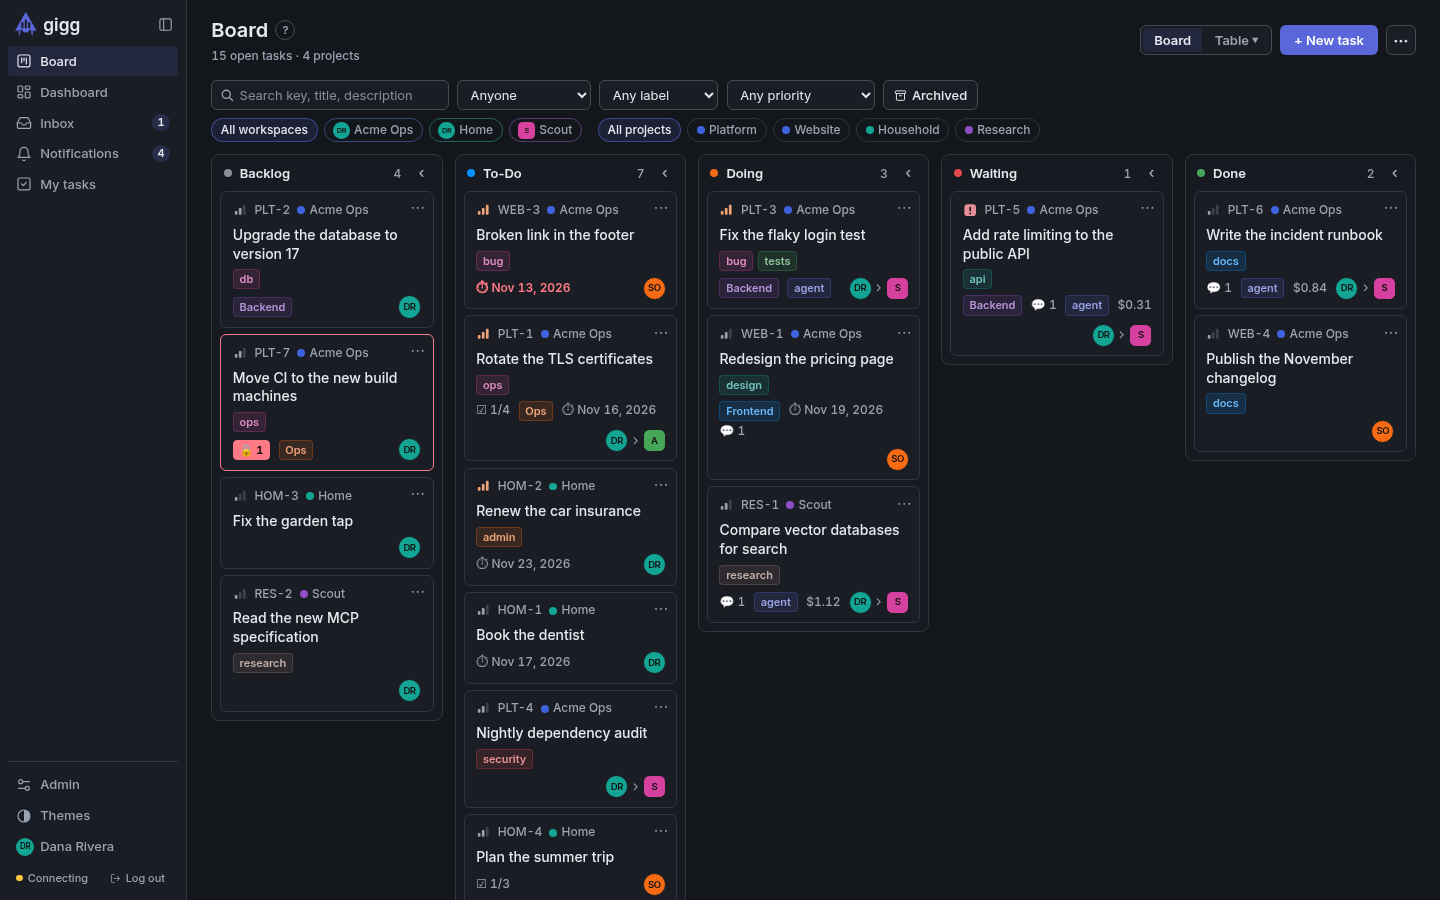 gigg
Board
Dashboard
Inbox 1
Notifications 4
My tasks
Admin
Themes
DR Dana Rivera
Connecting Log out
Board ?
15 open tasks · 4 projects
Board Table ▾ + New task ⋯
Search key, title, description Anyone Any label Any priority Archived
All workspaces DR Acme Ops DR Home S Scout All projects Platform Website Household Research
Backlog 4 ‹
PLT-2 Acme Ops ⋯
Upgrade the database to
version 17
db
Backend DR
PLT-7 Acme Ops ⋯
Move CI to the new build
machines
ops
🔒 1 Ops DR
HOM-3 Home ⋯
Fix the garden tap
DR
RES-2 Scout ⋯
Read the new MCP
specification
research
DR
To-Do 7 ‹
WEB-3 Acme Ops ⋯
Broken link in the footer
bug
⏱ Nov 13, 2026 SO
PLT-1 Acme Ops ⋯
Rotate the TLS certificates
ops
☑ 1/4 Ops ⏱ Nov 16, 2026
DR › A
HOM-2 Home ⋯
Renew the car insurance
admin
⏱ Nov 23, 2026 DR
HOM-1 Home ⋯
Book the dentist
⏱ Nov 17, 2026 DR
PLT-4 Acme Ops ⋯
Nightly dependency audit
security
DR › S
HOM-4 Home ⋯
Plan the summer trip
☑ 1/3 SO
Doing 3 ‹
PLT-3 Acme Ops ⋯
Fix the flaky login test
bug tests
Backend agent DR › S
WEB-1 Acme Ops ⋯
Redesign the pricing page
design
Frontend ⏱ Nov 19, 2026
💬 1
SO
RES-1 Scout ⋯
Compare vector databases
for search
research
💬 1 agent $1.12 DR › S
Waiting 1 ‹
! PLT-5 Acme Ops ⋯
Add rate limiting to the
public API
api
Backend 💬 1 agent $0.31
DR › S
Done 2 ‹
PLT-6 Acme Ops ⋯
Write the incident runbook
docs
💬 1 agent $0.84 DR › S
WEB-4 Acme Ops ⋯
Publish the November
changelog
docs
SO